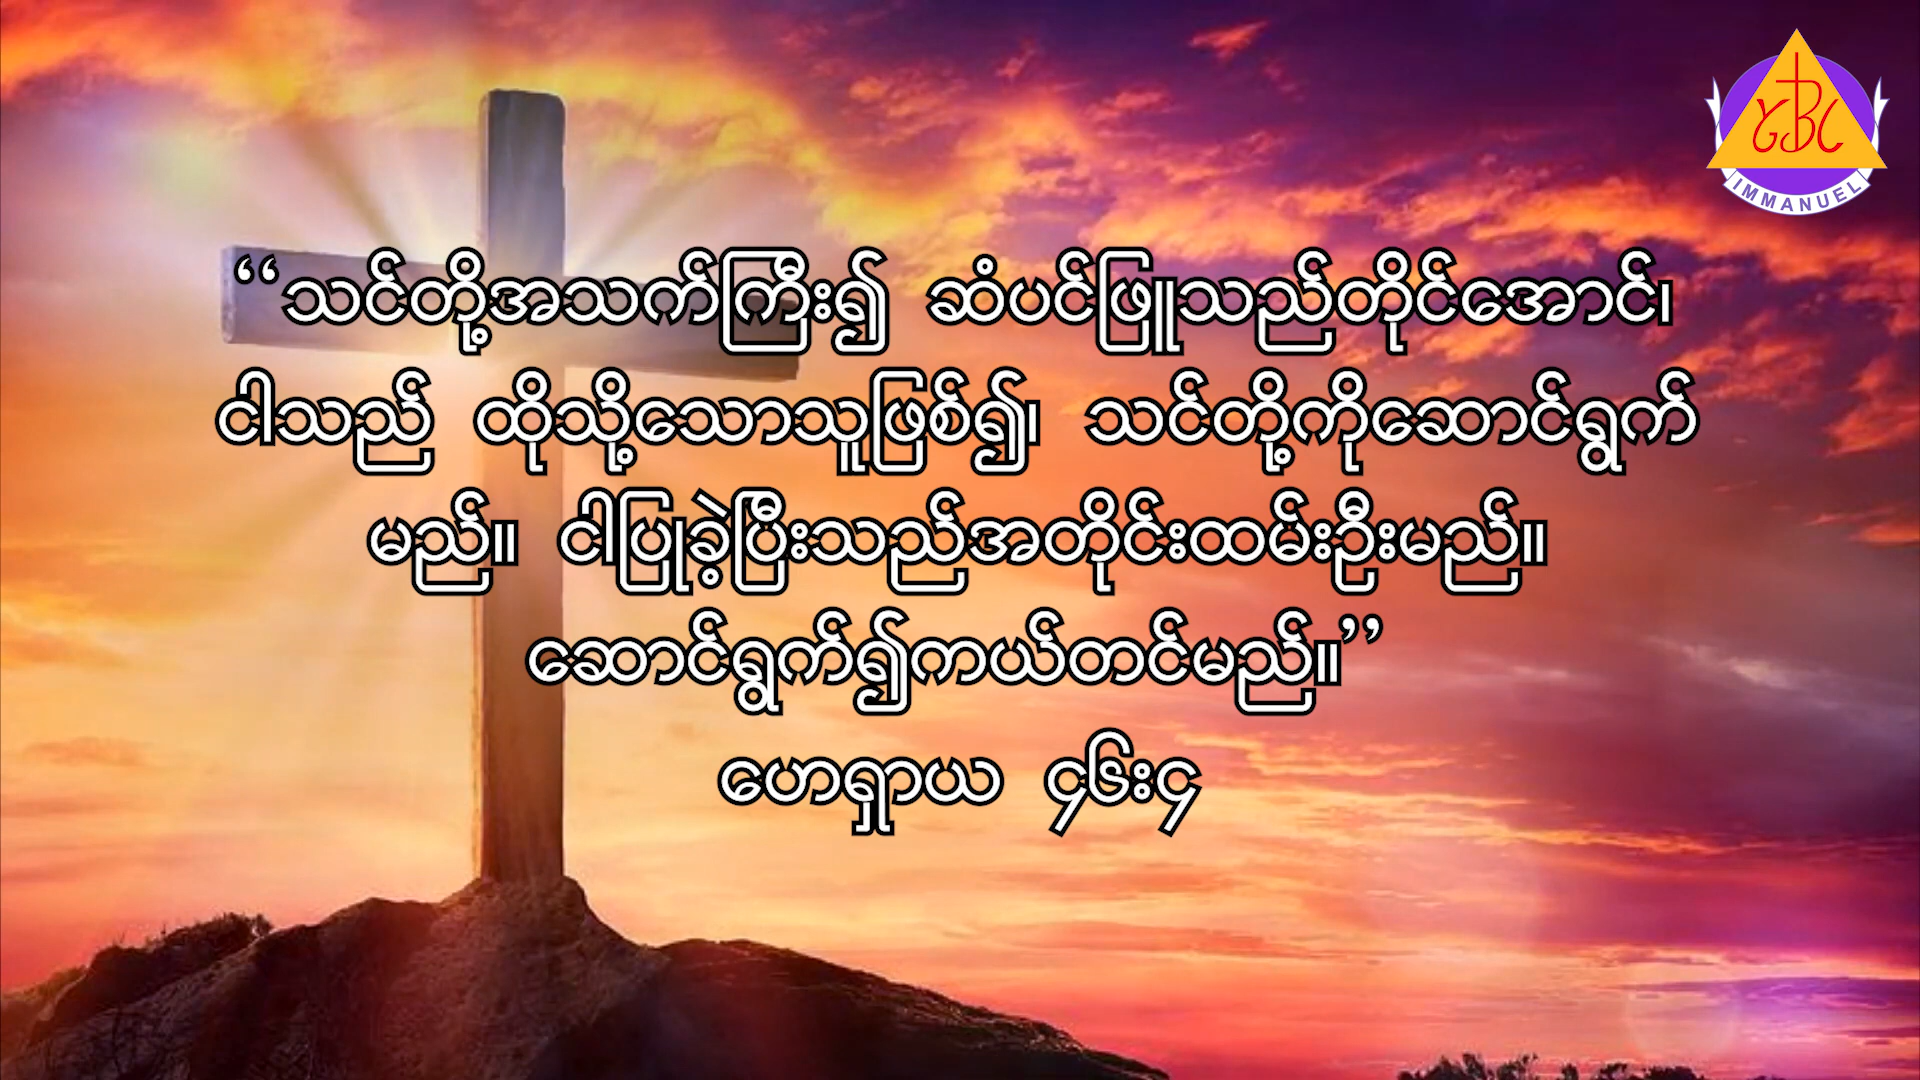 “သင်တို့အသက်ကြီး၍ ဆံပင်ဖြူသည်တိုင်အောင်၊
ငါသည် ထိုသို့သောသူဖြစ်၍၊ သင်တို့ကိုဆောင်ရွက်
မည်။ ငါပြုခဲ့ပြီးသည်အတိုင်းထမ်းဦးမည်။
ဆောင်ရွက်၍ကယ်တင်မည်။”
ဟေရှာယ ၄၆း၄
YBC
IMMANUEL